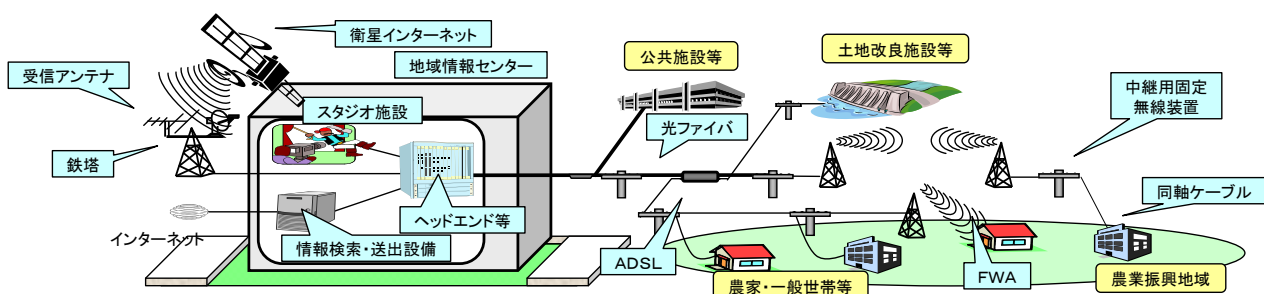 衛星インターネット
受信アンテナ
地域情報センター
公共施設等
土地改良施設等
スタジオ施設
中継用固定
無線装置
鉄塔
光ファイバ
ヘッドエンド等
同軸ケーブル
インターネット
情報検索・送出設備
ADSL
農家・一般世帯等
FWA
農業振興地域